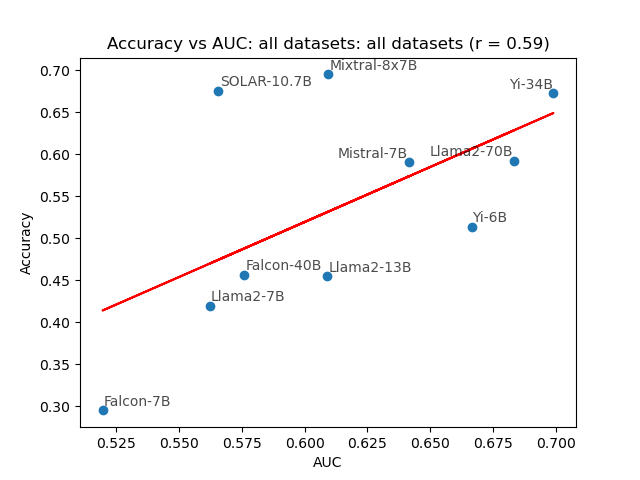 Accuracy vs AUC: all datasets: all datasets (r = 0.59)
0.70
0.65
0.60
0.55
0.50
0.45
0.40
0.35
0.30
Accuracy
Mixtral-8x7B
SOLAR-10.7B
Yi-34B
Mistral-7B
Llama2-70B
Yi-6B
Falcon-40B
Llama2-13B
Llama2-7B
Falcon-7B
0.525 0.550 0.575 0.600 0.625 0.650 0.675 0.700
AUC